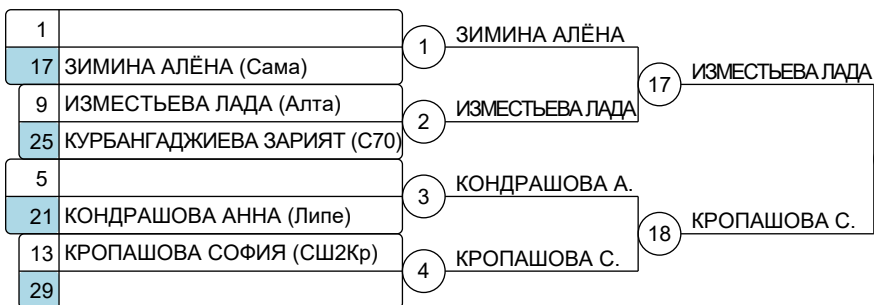 1
17 ЗИМИНА АЛЁНА (Сама)
9 ИЗМЕСТЬЕВА ЛАДА (Алта)
25 КУРБАНГАДЖИЕВА ЗАРИЯТ (С70)
5
21 КОНДРАШОВА АННА (Липе)
13 КРОПАШОВА СОФИЯ (СШ2Кр)
29
1 ЗИМИНА АЛЁНА
2 ИЗМЕСТЬЕВА ЛАДА
3 КОНДРАШОВА А.
4 КРОПАШОВА С.
17 ИЗМЕСТЬЕВА ЛАДА
18 КРОПАШОВА С.